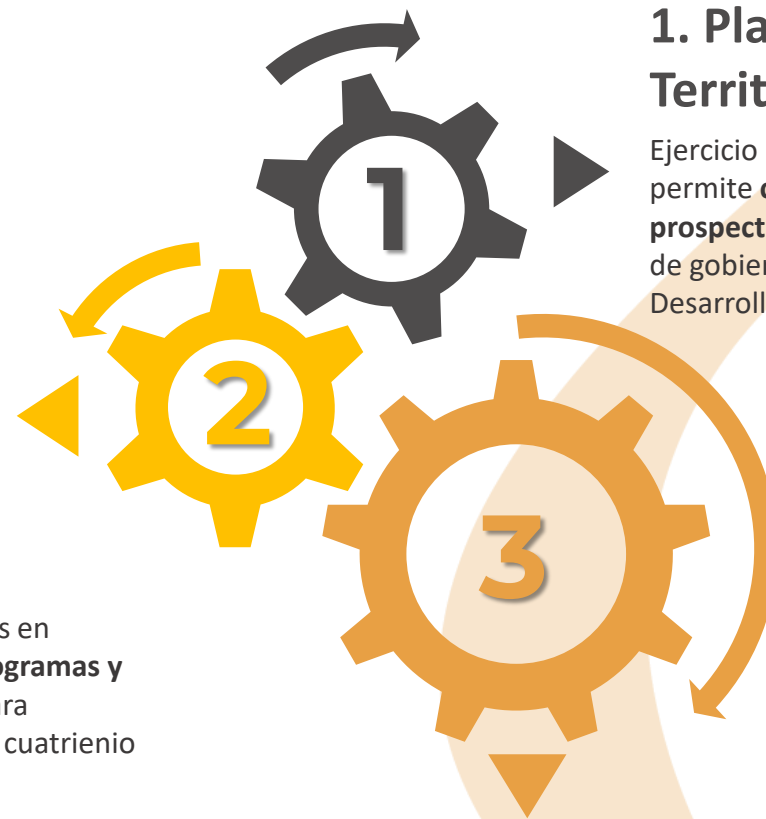 1. Pla
Territ
Ejercicio
permite
prospect
de gobier
Desarroll
1
2
3
s en
ogramas y
ra
cuatrienio